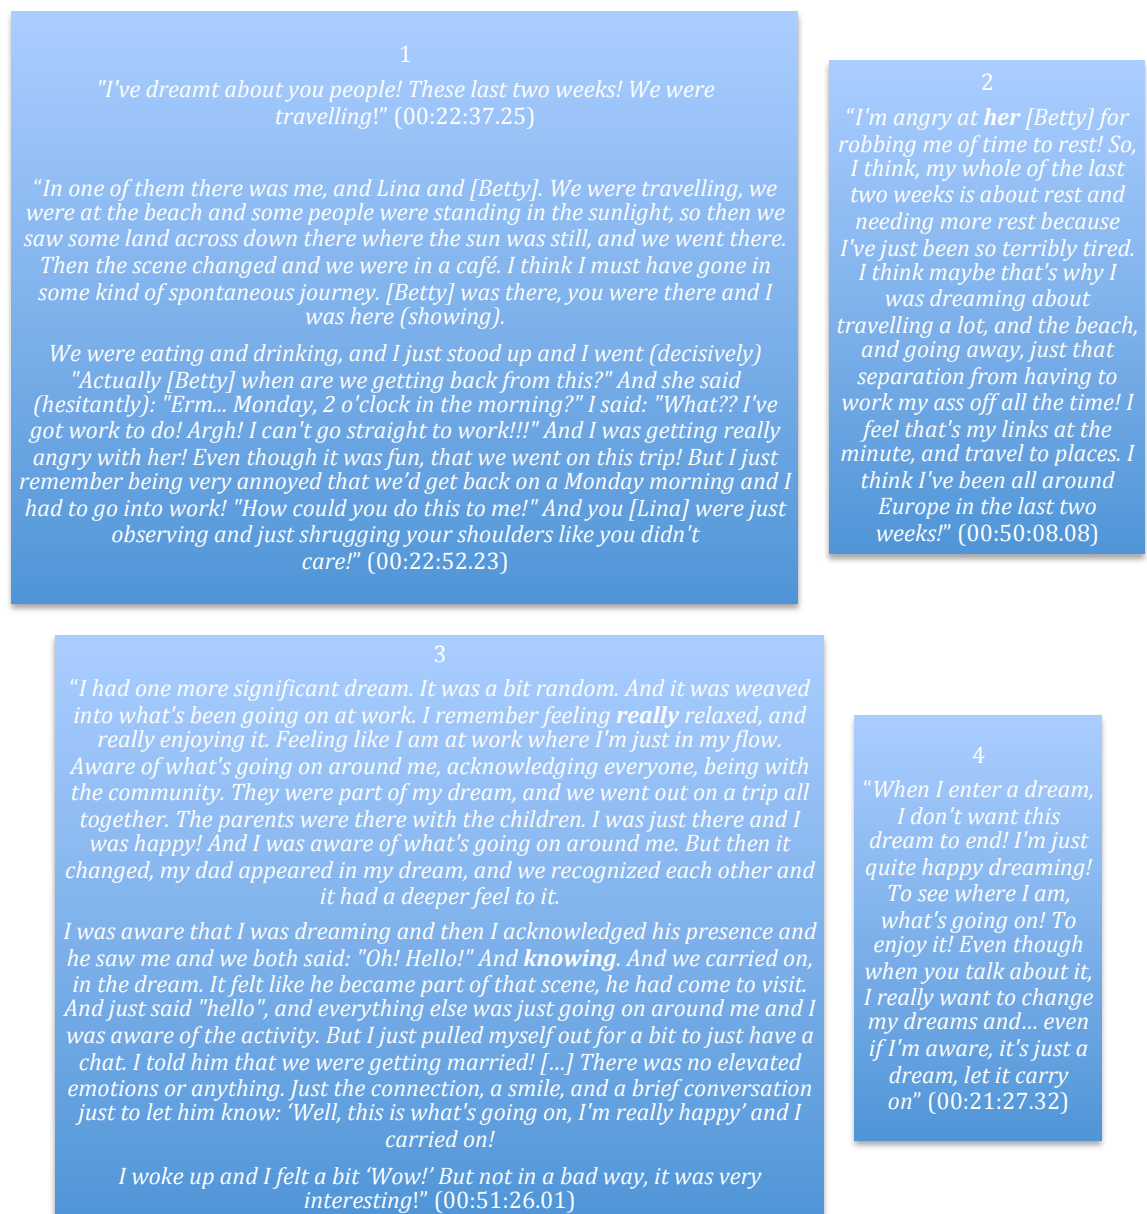 1
"I've dreamt about you people! These last two weeks! We were
travelling!” (00:22:37.25)
“In one of them there was me, and Lina and [Betty]. We were travelling, we
were at the beach and some people were standing in the sunlight, so then we
saw some land across down there where the sun was still, and we went there.
Then the scene changed and we were in a café. I think I must have gone in
some kind of spontaneous journey. [Betty] was there, you were there and I
was here (showing).
We were eating and drinking, and I just stood up and I went (decisively)
"Actually [Betty] when are we getting back from this?" And she said
(hesitantly): "Erm... Monday, 2 o'clock in the morning?" I said: "What?? I've
got work to do! Argh! I can't go straight to work!!!" And I was getting really
angry with her! Even though it was fun, that we went on this trip! But I just
remember being very annoyed that we’d get back on a Monday morning and I
had to go into work! "How could you do this to me!" And you [Lina] were just
observing and just shrugging your shoulders like you didn't
care!” (00:22:52.23)
2
“I'm angry at her [Betty] for
robbing me of time to rest! So,
I think, my whole of the last
two weeks is about rest and
needing more rest because
I've just been so terribly tired.
I think maybe that's why I
was dreaming about
travelling a lot, and the beach,
and going away, just that
separation from having to
work my ass off all the time! I
feel that's my links at the
minute, and travel to places. I
think I've been all around
Europe in the last two
weeks!” (00:50:08.08)
3
“I had one more significant dream. It was a bit random. And it was weaved
into what's been going on at work. I remember feeling really relaxed, and
really enjoying it. Feeling like I am at work where I'm just in my flow.
Aware of what's going on around me, acknowledging everyone, being with
the community. They were part of my dream, and we went out on a trip all
together. The parents were there with the children. I was just there and I
was happy! And I was aware of what's going on around me. But then it
changed, my dad appeared in my dream, and we recognized each other and
it had a deeper feel to it.
I was aware that I was dreaming and then I acknowledged his presence and
he saw me and we both said: "Oh! Hello!" And knowing. And we carried on,
in the dream. It felt like he became part of that scene, he had come to visit.
And just said "hello", and everything else was just going on around me and I
was aware of the activity. But I just pulled myself out for a bit to just have a
chat. I told him that we were getting married! [...] There was no elevated
emotions or anything. Just the connection, a smile, and a brief conversation
just to let him know: ‘Well, this is what's going on, I'm really happy’ and I
carried on!
I woke up and I felt a bit ‘Wow!’ But not in a bad way, it was very
interesting!” (00:51:26.01)
4
“When I enter a dream,
I don't want this
dream to end! I'm just
quite happy dreaming!
To see where I am,
what's going on! To
enjoy it! Even though
when you talk about it,
I really want to change
my dreams and... even
if I'm aware, it's just a
dream, let it carry
on” (00:21:27.32)